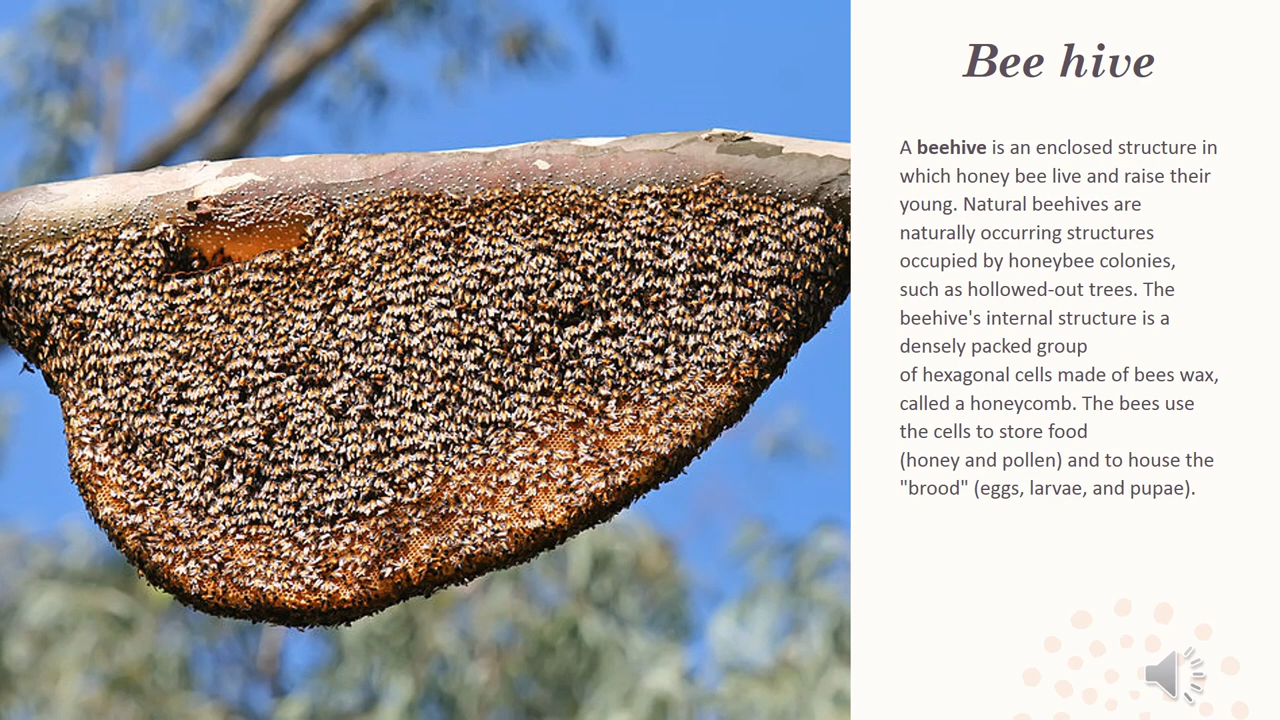 Bee hive
A beehive is an enclosed structure in
which honey bee live and raise their
young. Natural beehives are
naturally occurring structures
occupied by honeybee colonies,
such as hollowed-out trees. The
beehive's internal structure is a
densely packed group
of hexagonal cells made of bees wax,
called a honeycomb. The bees use
the cells to store food
(honey and pollen) and to house the
"brood" (eggs, larvae, and pupae).